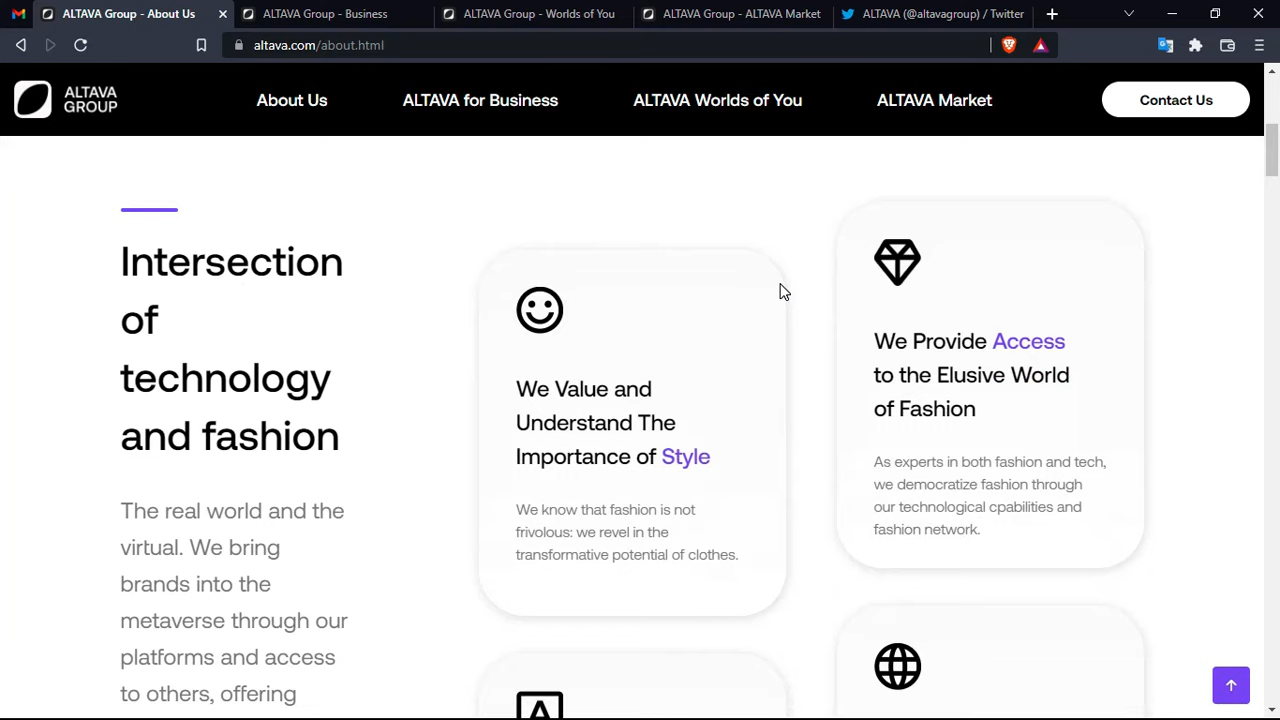 ALTAVA Group - About Us
ALTAVA Group - Business
ALTAVA Group - Worlds of You
ALTAVA Group - ALTAVA Market
ALTAVA (@altavagroup) / Twitter
altava.com/about.html
ALTAVA
GROUP
About Us
ALTAVA for Business
ALTAVA Worlds of You
ALTAVA Market
Contact Us
Intersection
of
technology
and fashion
The real world and the
virtual. We bring
brands into the
metaverse through our
platforms and access
to others, offering
We Value and
Understand The
Importance of Style
We know that fashion is not
frivolous: we revel in the
transformative potential of clothes.
We Provide Access
to the Elusive World
of Fashion
As experts in both fashion and tech,
we democratize fashion through
our technological cpabilities and
fashion network.
A